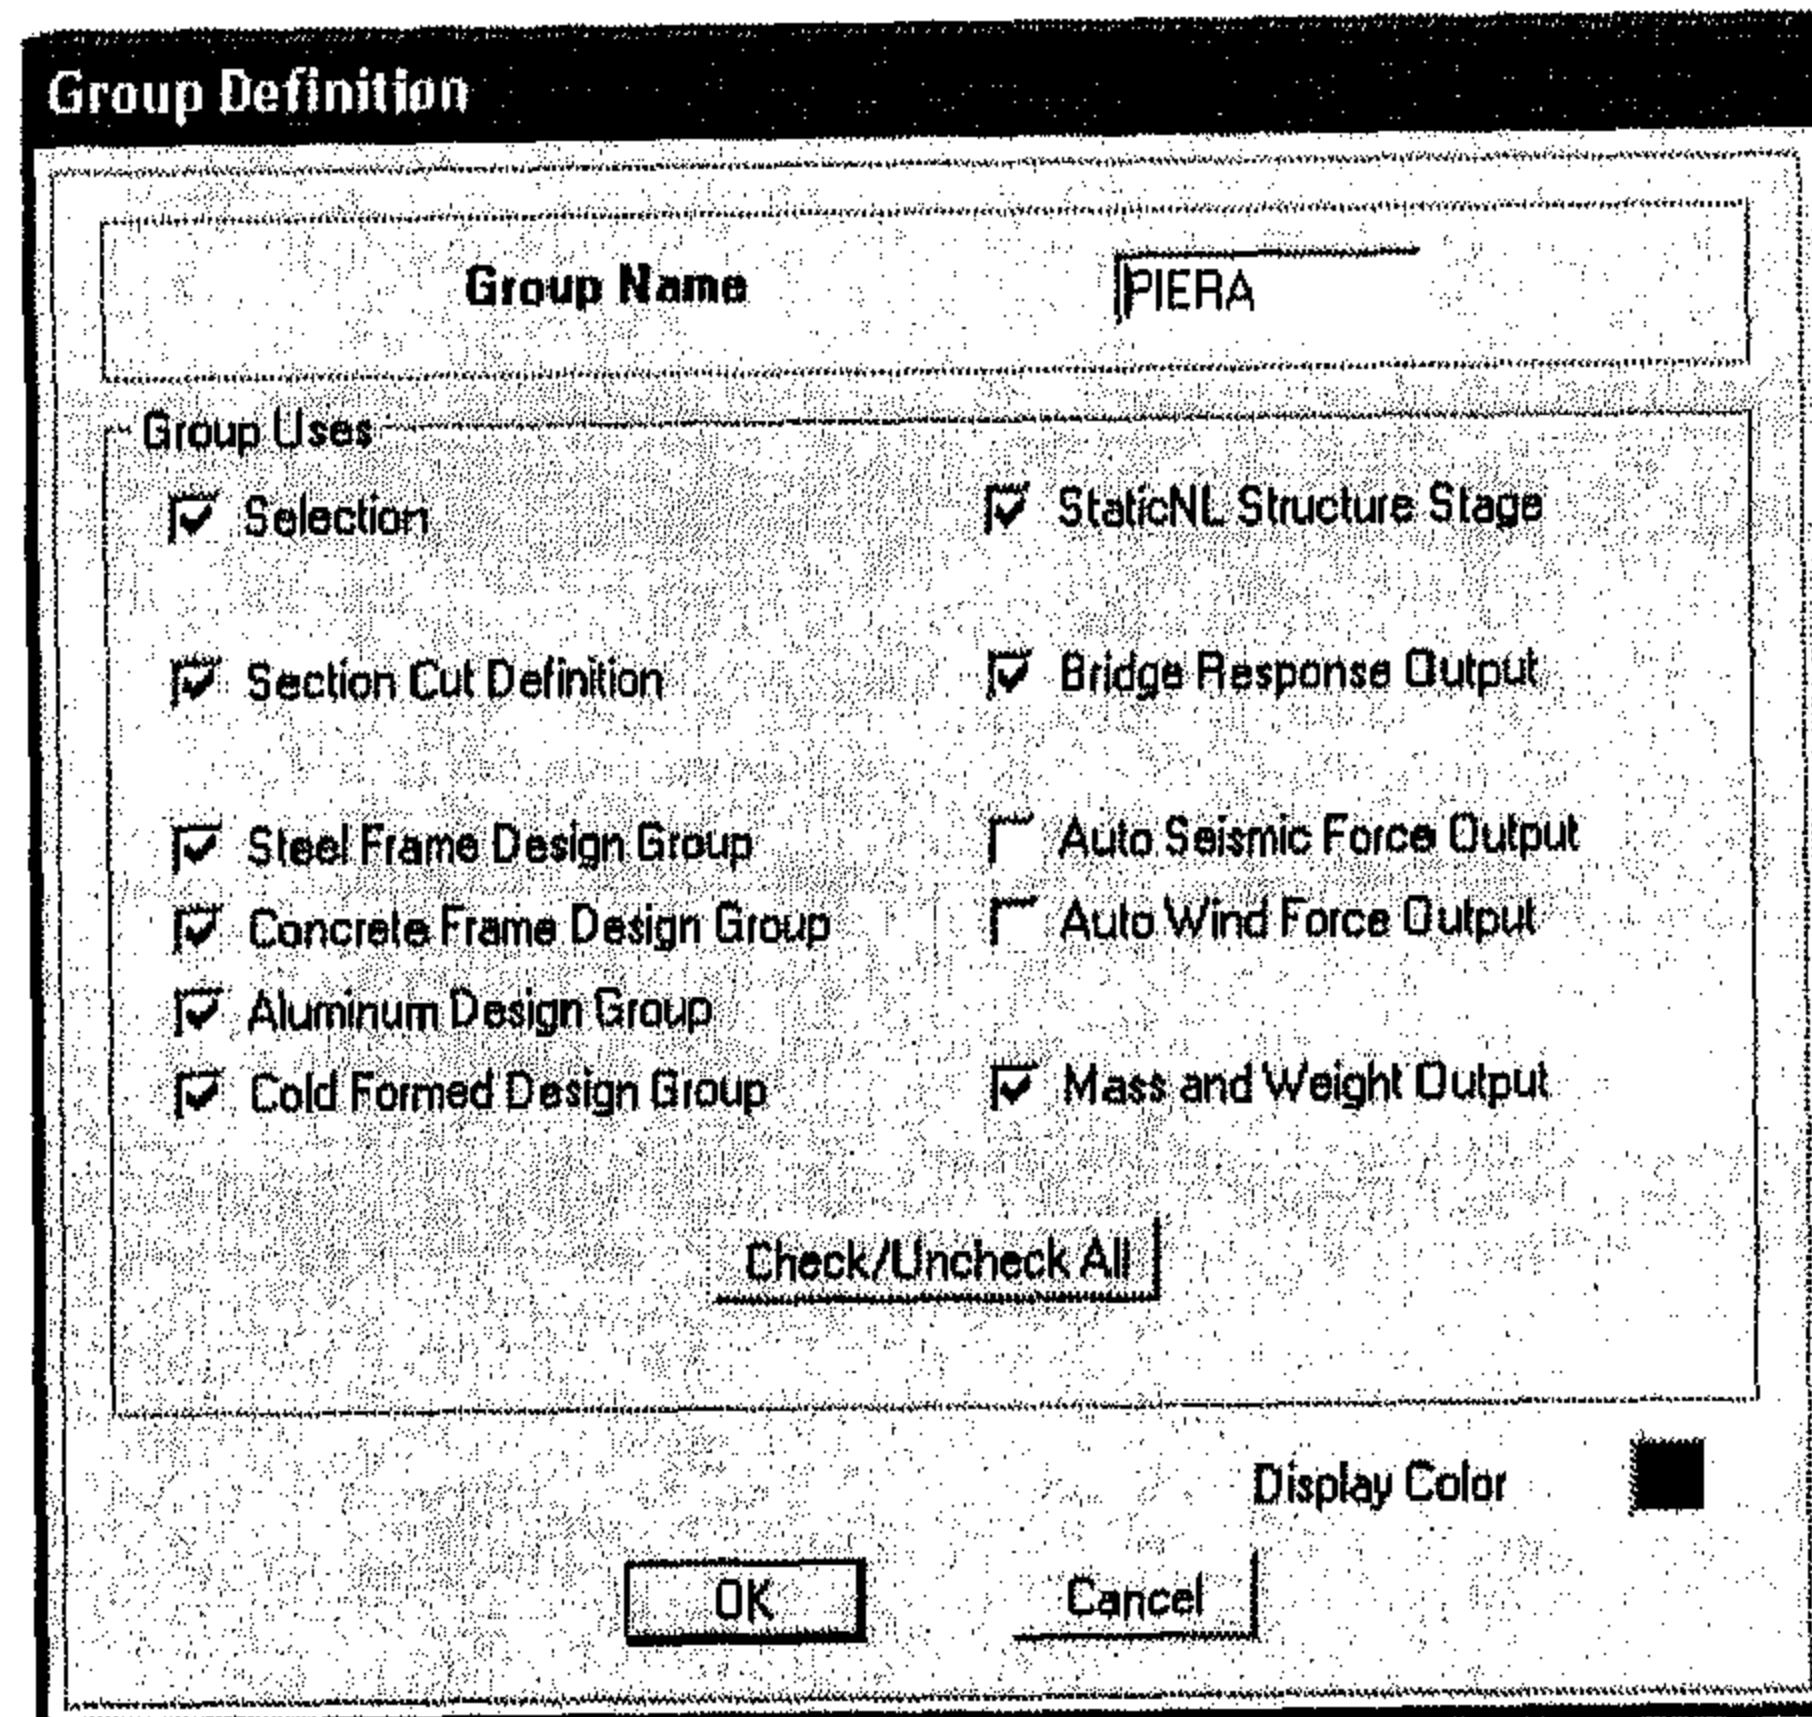 Group Definition
Group Name PIERA
Group Uses
Selection StaticNL Structure Stage
Section Cut Definition Bridge Response Output
Steel Frame Design Group Auto Seismic Force Output
Concrete Frame Design Group Auto Wind Force Output
Aluminum Design Group
Cold Formed Design Group Mass and Weight Output
Check/Uncheck All
Display Color
OK Cancel